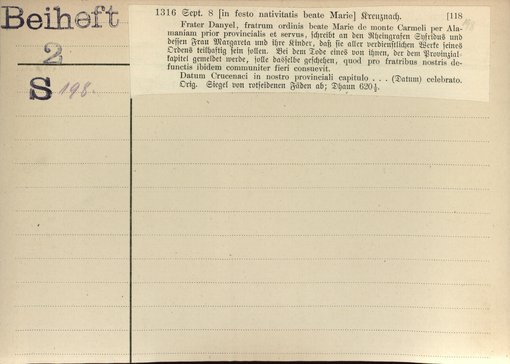 Beiheft
2
S 198.
1316 Sept. 8 [in festo nativitatis beate Marie] Kreuznach. [118
Frater Danyel, fratrum ordinis beate Marie de monte Carmeli per Ala-
maniam prior provincialis et servus, schreibt an den Rheingrafen Syfridus und
dessen Frau Margareta und ihre Kinder, daß sie aller verdienstlichen Werke seines
Ordens teilhaftig sein sollen. Bei dem Tode eines von ihnen, der dem Provinzial-
kapitel gemeldet werde, solle dasselbe geschehen, quod pro fratribus nostris de-
functis ibidem communiter fieri consuevit.
Datum Crucenaci in nostro provinciali capitulo . . . (Datum) celebrato.
Orig. Siegel von rotseidenen Fäden ab; Dhaun 620½.